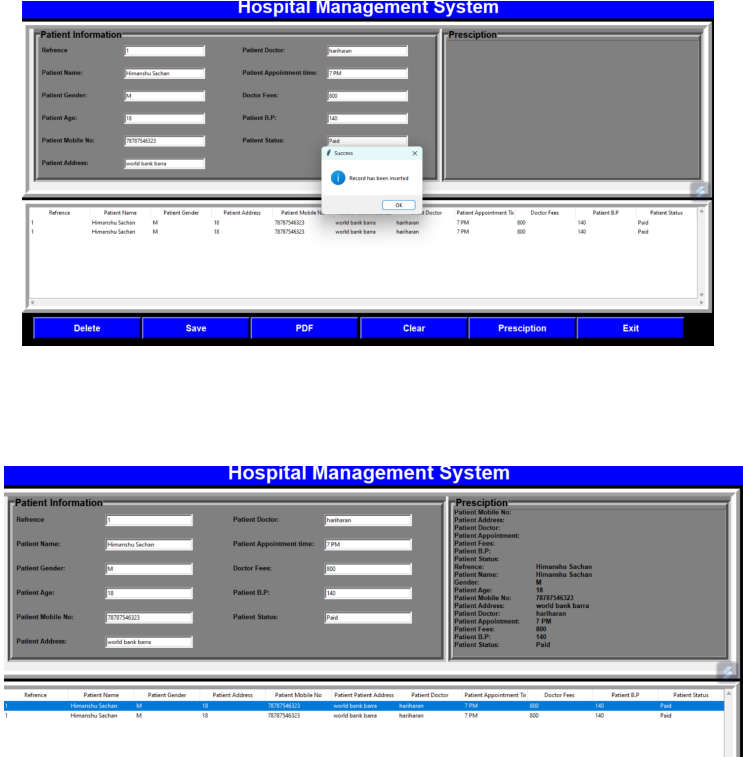 Hospital Management System
Patient Information
Presciption
Refrence 1 Patient Doctor: hariharan
Patient Name: Himanshu Sachan Patient Appointment time: 7 PM
Patient Gender: M Doctor Fees: 800
Patient Age: 18 Patient B.P: 140
Patient Mobile No: 78787546323 Patient Status: Paid
Patient Address: world bank barra
Success
Record has been inserted
OK
Refrence Patient Name Patient Gender Patient Address Patient Mobile N Doctor Patient Appointment Tir Doctor Fees Patient B.P Patient Status
1 Himanshu Sachan M 18 78787546323 world bank barra hariharan 7 PM 800 140 Paid
1 Himanshu Sachan M 18 78787546323 world bank barra hariharan 7 PM 800 140 Paid
Delete Save PDF Clear Presciption Exit
Hospital Management System
Patient Information
Refrence 1 Patient Doctor: hariharan
Patient Name: Himanshu Sachan Patient Appointment time: 7 PM
Patient Gender: M Doctor Fees: 800
Patient Age: 18 Patient B.P: 140
Patient Mobile No: 78787546323 Patient Status: Paid
Patient Address: world bank barra
Presciption
Patient Mobile No:
Patient Address:
Patient Doctor:
Patient Appointment:
Patient Fees:
Patient B.P:
Patient Status:
Refrence: Himanshu Sachan
Patient Name: Himanshu Sachan
Gender: M
Patient Age: 18
Patient Mobile No: 78787546323
Patient Address: world bank barra
Patient Doctor: hariharan
Patient Appointment: 7 PM
Patient Fees: 800
Patient B.P: 140
Patient Status: Paid
Refrence Patient Name Patient Gender Patient Address Patient Mobile No Patient Patient Address Patient Doctor Patient Appointment Tir Doctor Fees Patient B.P Patient Status
1 Himanshu Sachan M 18 78787546323 world bank barra hariharan 7 PM 800 140 Paid
1 Himanshu Sachan M 18 78787546323 world bank barra hariharan 7 PM 800 140 Paid